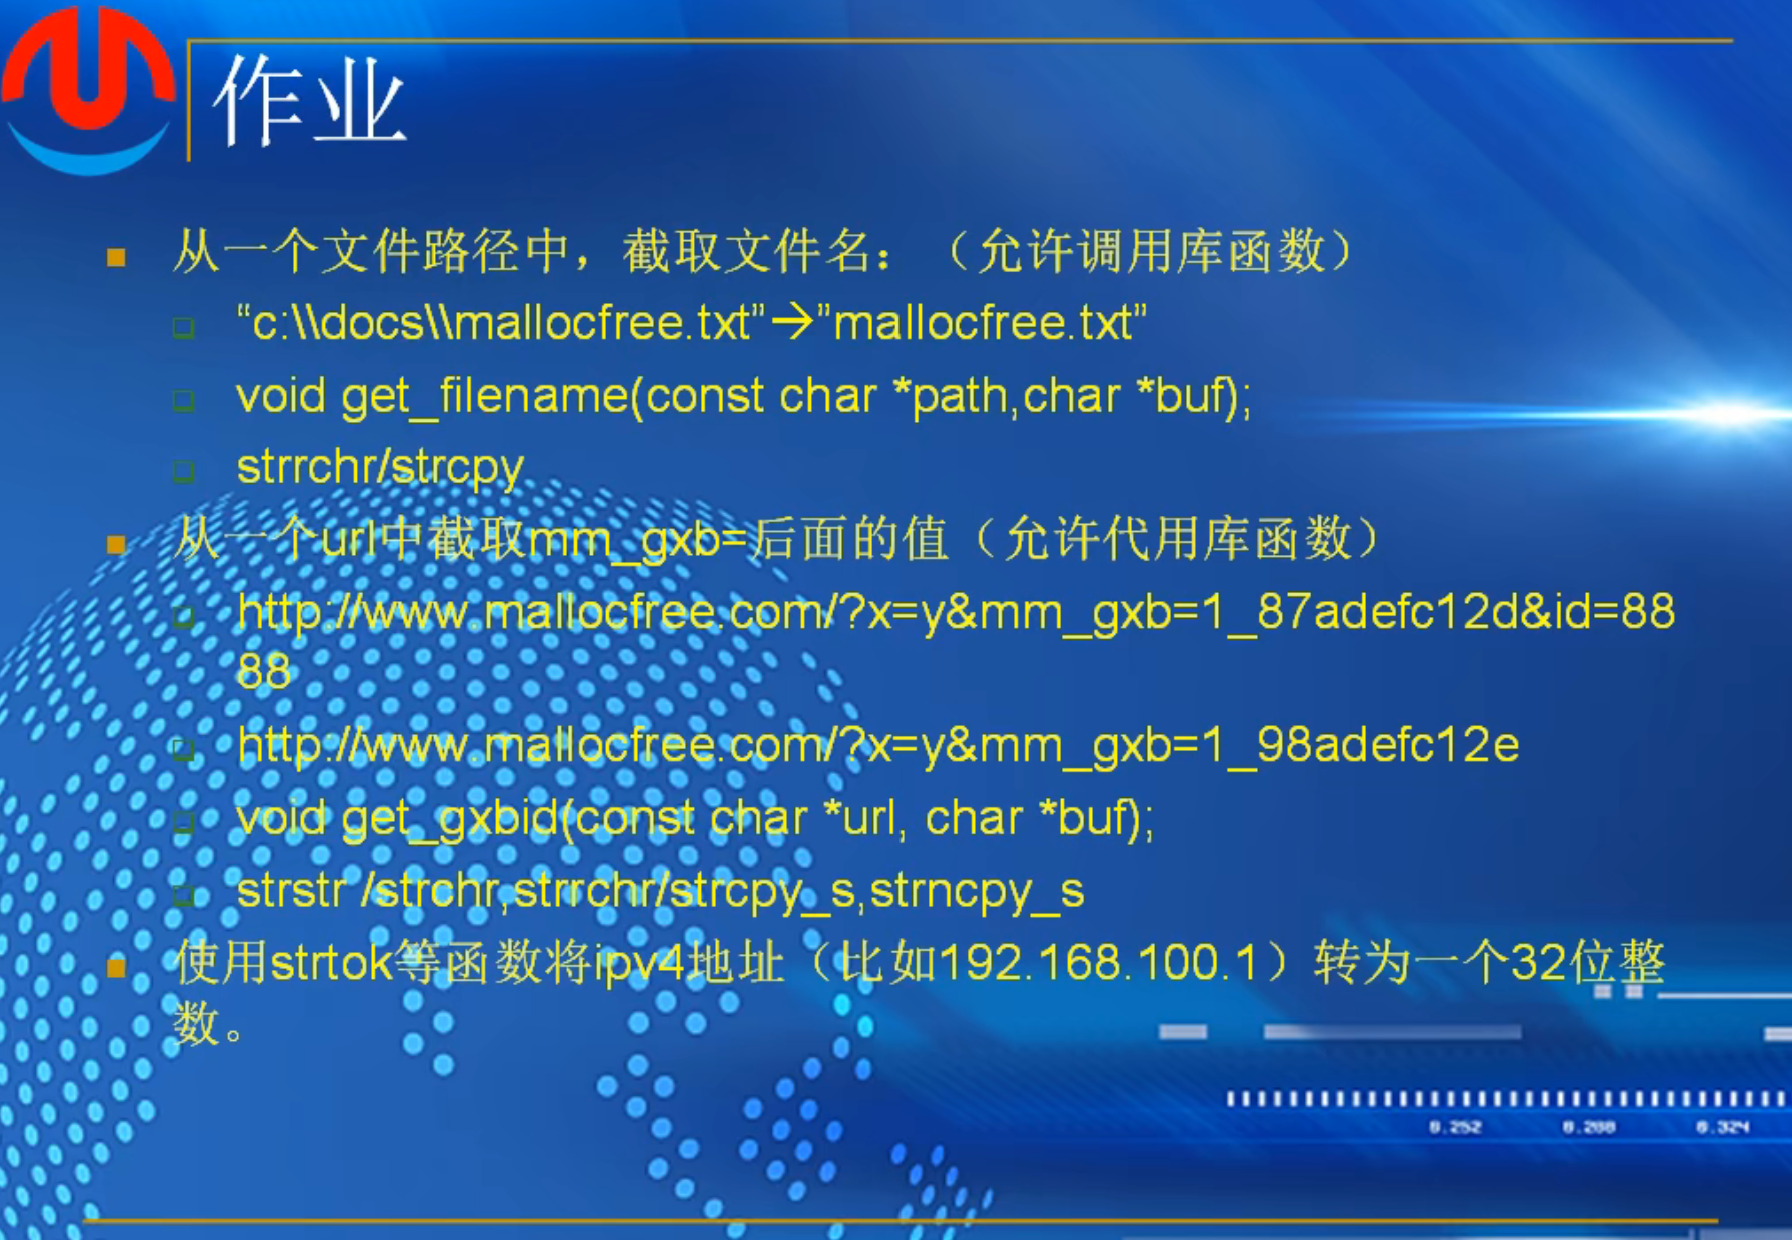 作业
从一个文件路径中，截取文件名：（允许调用库函数）
“c:\\docs\\mallocfree.txt”→”mallocfree.txt”
void get_filename(const char *path,char *buf);
strrchr/strcpy
从一个url中截取mm_gxb=后面的值（允许代用库函数）
http://www.mallocfree.com/?x=y&mm_gxb=1_87adefc12d&id=88
88
http://www.mallocfree.com/?x=y&mm_gxb=1_98adefc12e
void get_gxbid(const char *url, char *buf);
strstr /strchr,strrchr/strcpy_s,strncpy_s
使用strtok等函数将ipv4地址（比如192.168.100.1）转为一个32位整
数。
0.252 0.288 0.324